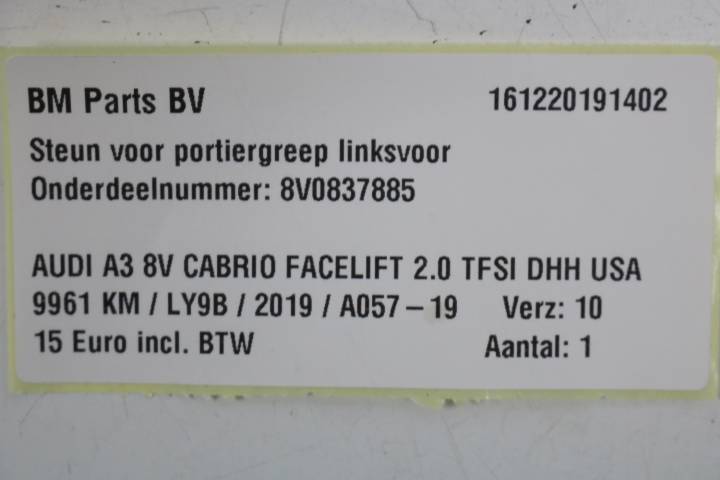 BM Parts BV 161220191402
Steun voor portiergreep linksvoor
Onderdeelnummer: 8V0837885
AUDI A3 8V CABRIO FACELIFT 2.0 TFSI DHH USA
9961 KM / LY9B / 2019 / A057-19 Verz: 10
15 Euro incl. BTW Aantal: 1